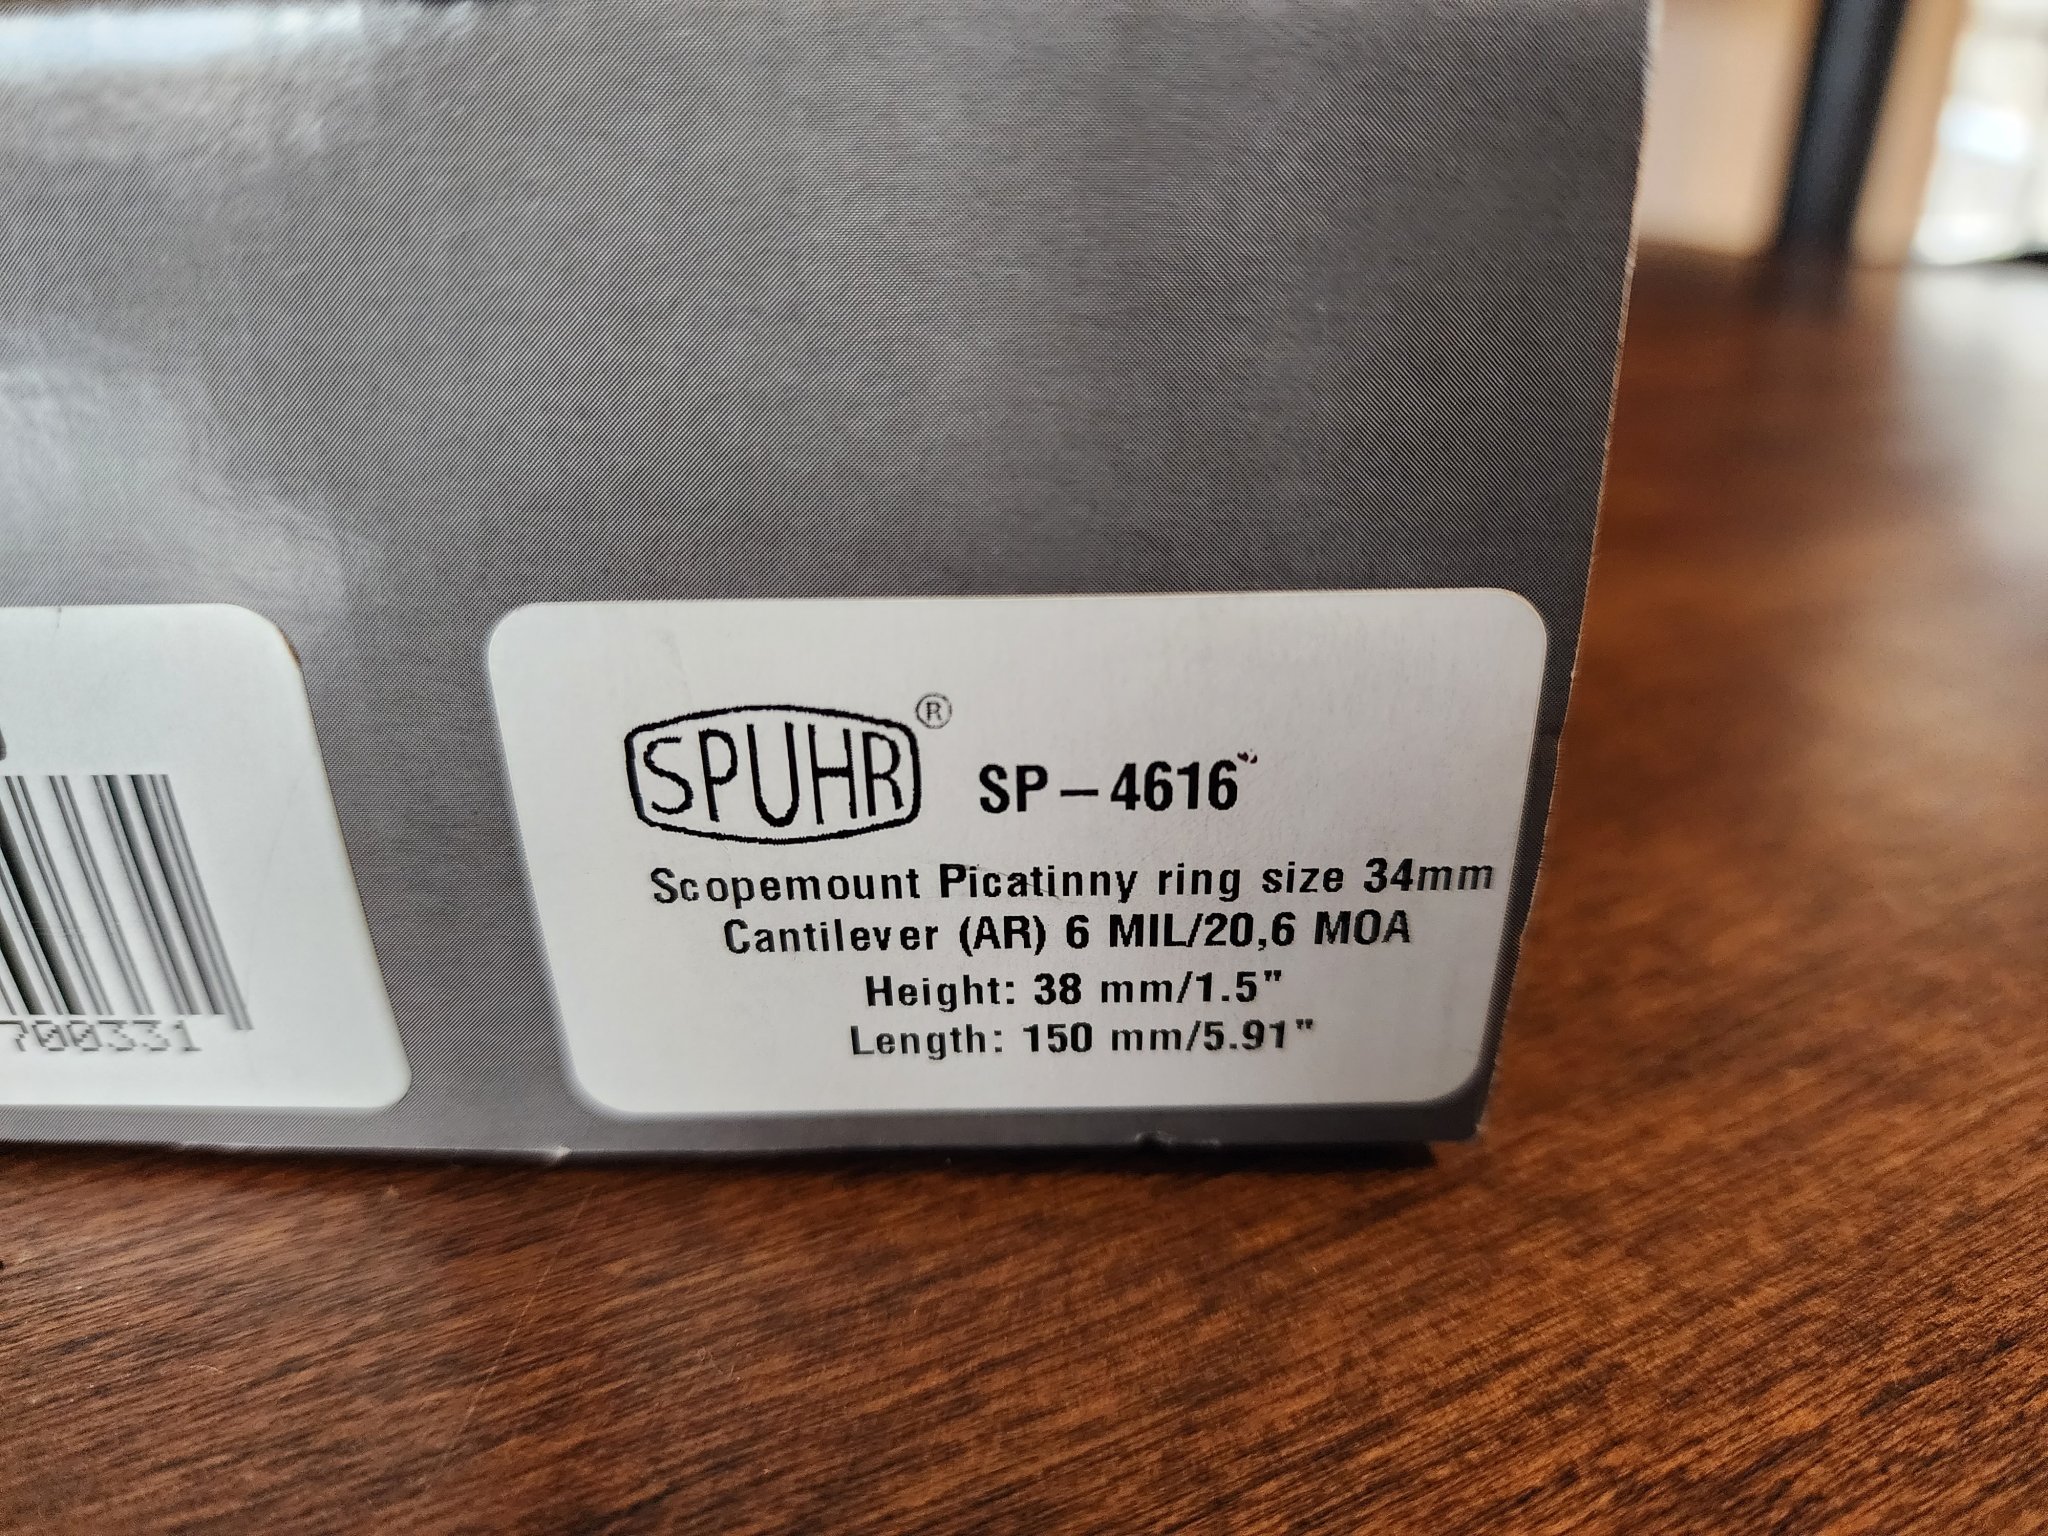 700331
SPUHR®
SP-4616
Scopemount Picatinny ring size 34mm
Cantilever (AR) 6 MIL/20,6 MOA
Height: 38 mm/1.5"
Length: 150 mm/5.91"